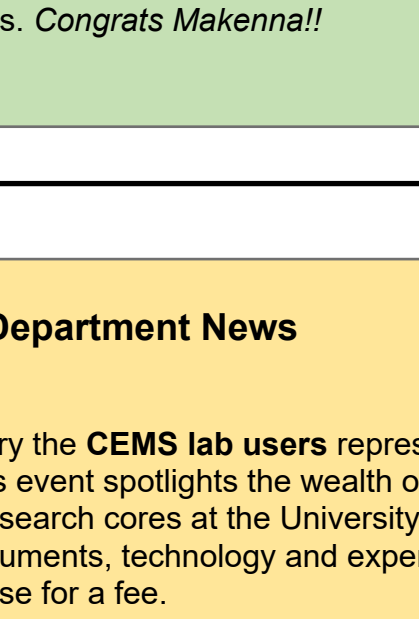 s. Congrats Makenna!!
Department News
ry the CEMS lab users repres
s event spotlights the wealth o
search cores at the University
uments, technology and exper
se for a fee.